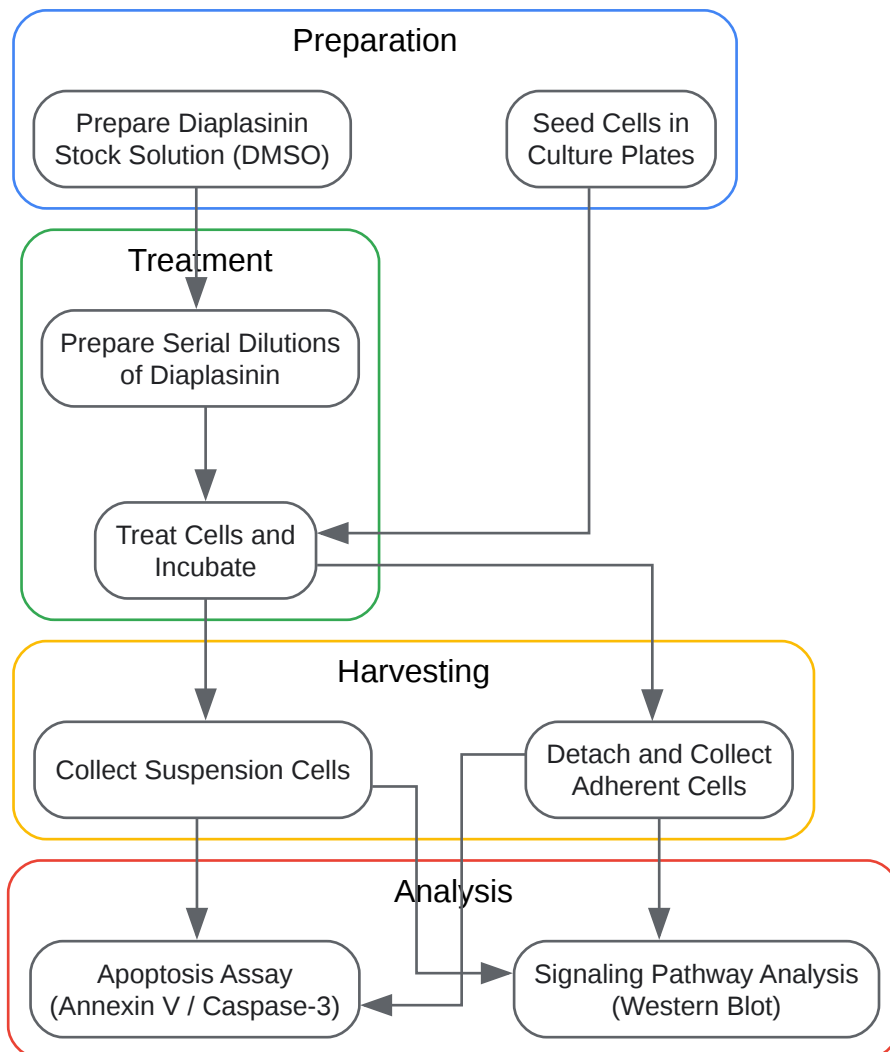 Preparation
Prepare Diaplasinin
Stock Solution (DMSO)
Seed Cells in
Culture Plates
Treatment
Prepare Serial Dilutions
of Diaplasinin
Treat Cells and
Incubate
Harvesting
Collect Suspension Cells
Detach and Collect
Adherent Cells
Analysis
Apoptosis Assay
(Annexin V / Caspase-3)
Signaling Pathway Analysis
(Western Blot)